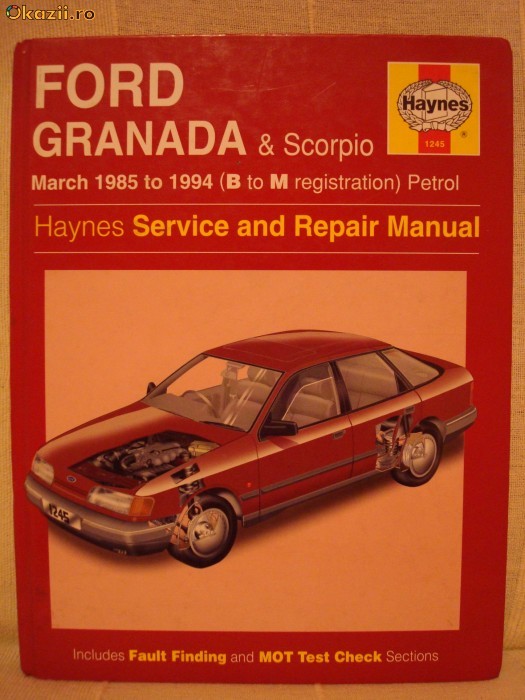 Okazii.ro
FORD
GRANADA & Scorpio
Haynes
1245
®
March 1985 to 1994 (B to M registration) Petrol
Haynes Service and Repair Manual
1245
Includes Fault Finding and MOT Test Check Sections